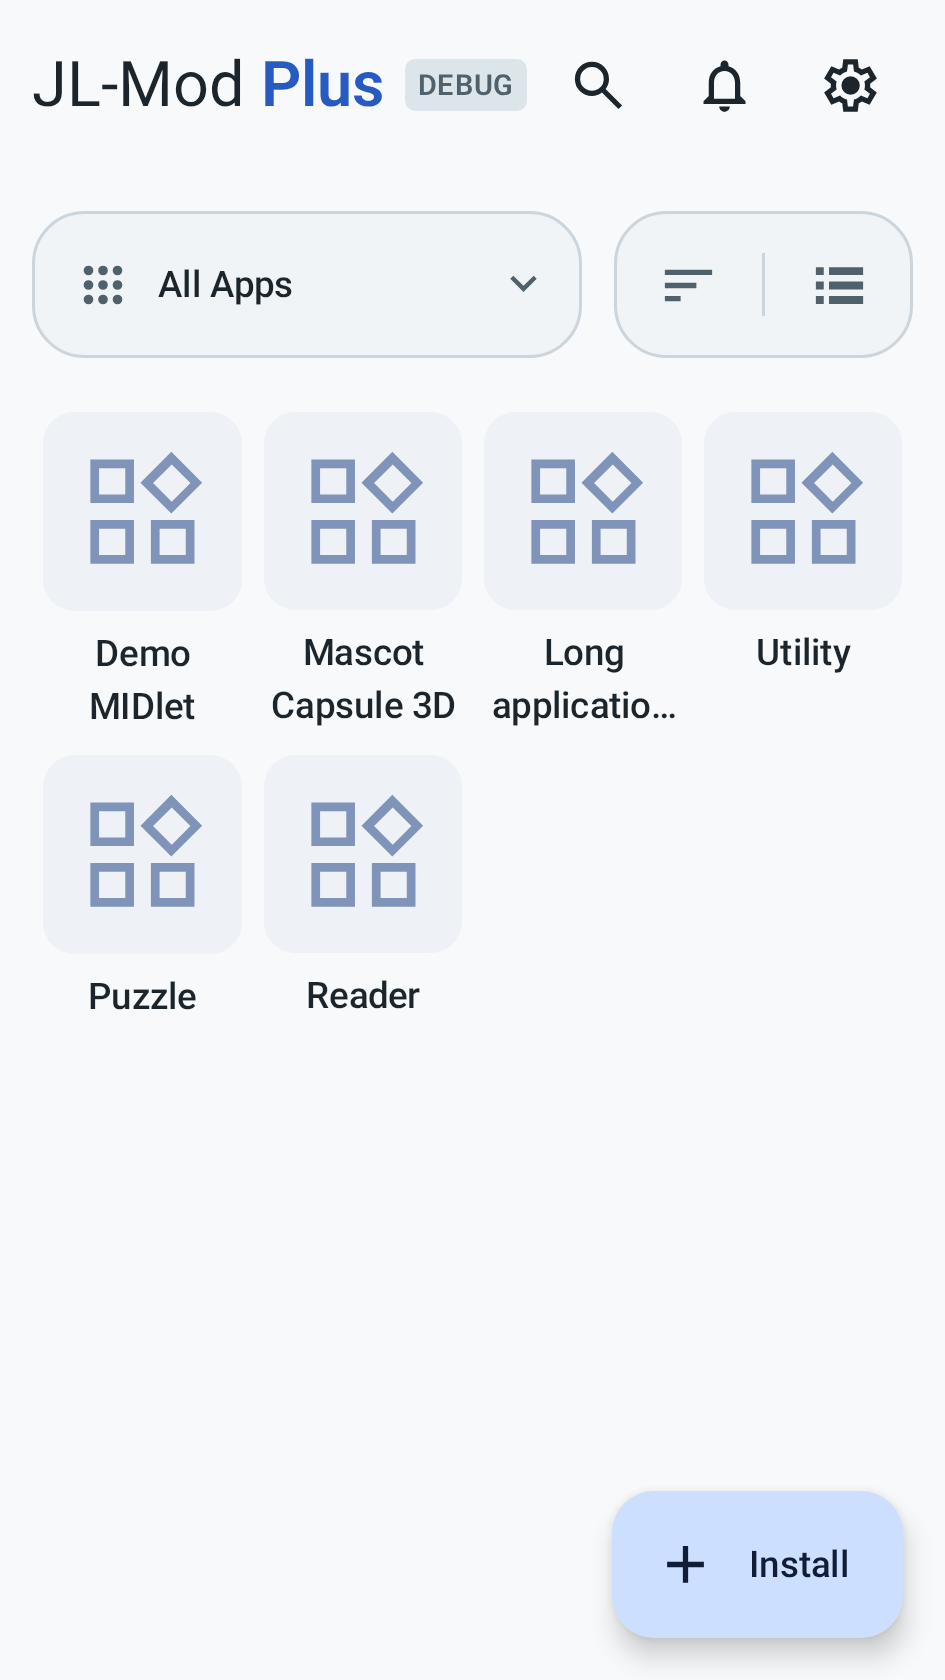 JL-Mod Plus DEBUG
All Apps
Demo
MIDlet
Mascot
Capsule 3D
Long
applicatio…
Utility
Puzzle
Reader
Install